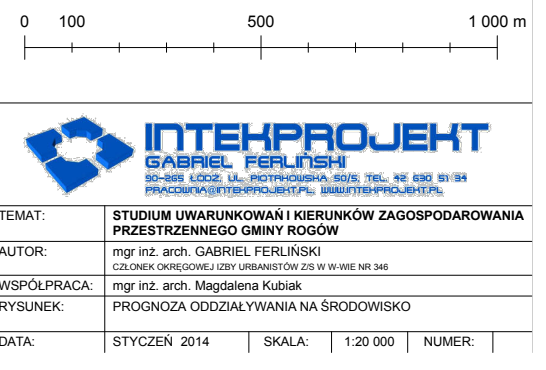 0 100 500 1 000 m
INTEKPROJEKT
GABRIEL FERLIŃSKI
90-265 ŁÓDŹ, UL. PIOTRKOWSKA 50/5, TEL. 42 630 51 34
PRACOWNIA@INTEKPROJEKT.PL, WWW.INTEKPROJEKT.PL
TEMAT: STUDIUM UWARUNKOWAŃ I KIERUNKÓW ZAGOSPODAROWANIA
PRZESTRZENNEGO GMINY ROGÓW
AUTOR: mgr inż. arch. GABRIEL FERLIŃSKI
CZŁONEK OKRĘGOWEJ IZBY URBANISTÓW Z/S W W-WIE NR 346
WSPÓŁPRACA: mgr inż. arch. Magdalena Kubiak
RYSUNEK: PROGNOZA ODDZIAŁYWANIA NA ŚRODOWISKO
DATA: STYCZEŃ 2014 SKALA: 1:20 000 NUMER: